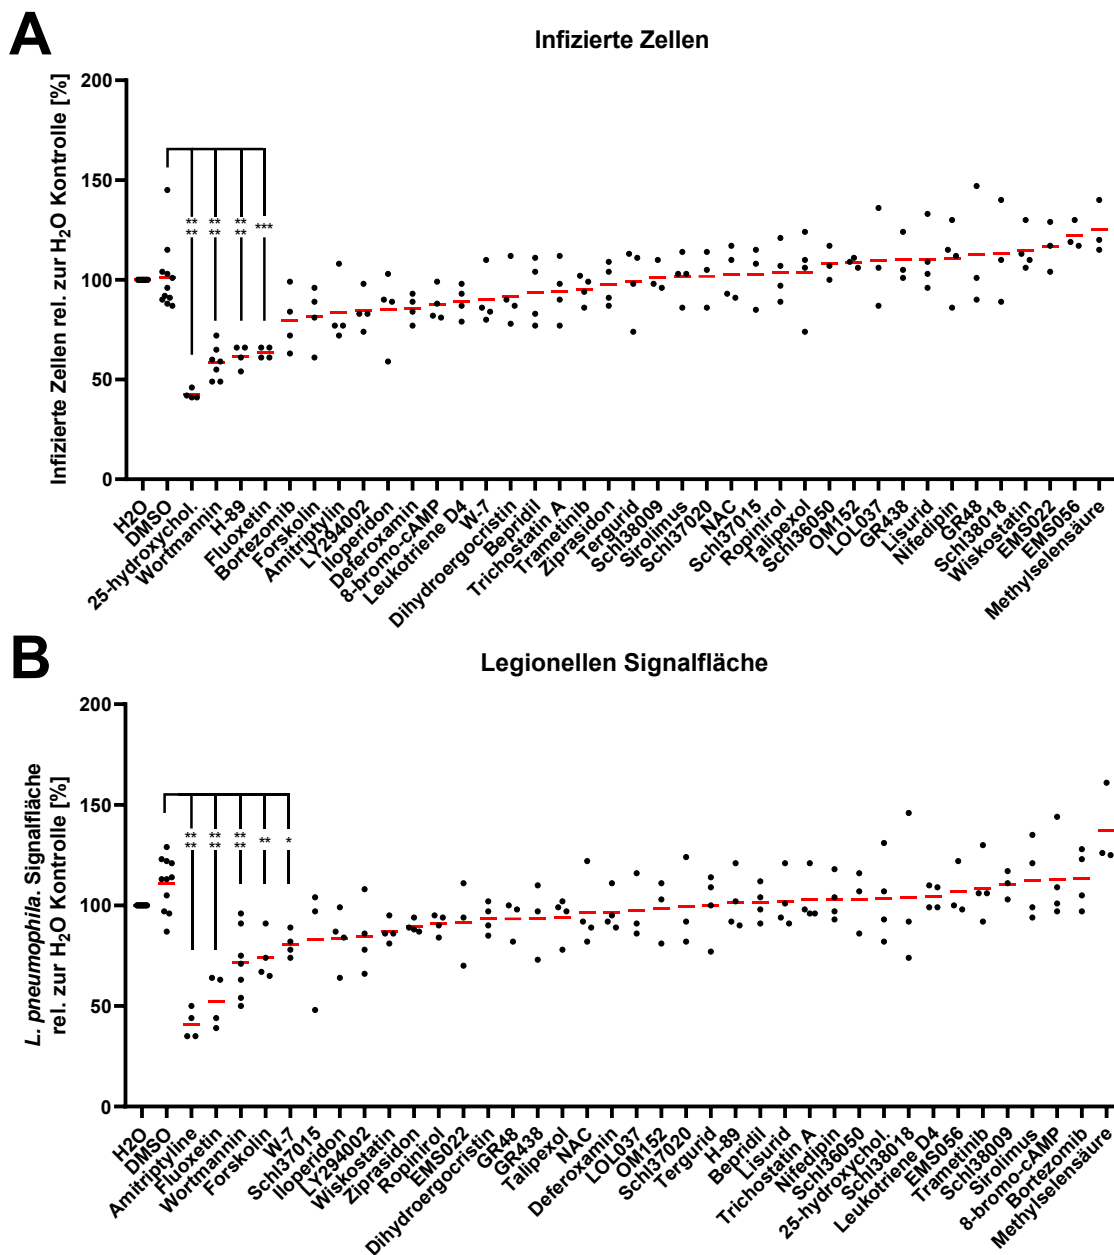 A
Infizierte Zellen
Infizierte Zellen rel. zur H2O Kontrolle [%]
200
150
100
50
0
** ** ** ***
** ** **
H2O
DMSO
25-hydroxychol.
Wortmannin
H-89
Fluoxetin
Bortezomib
Forskolin
Amitriptylin
LY294002
Iloperidon
Deferoxamin
8-bromo-cAMP
Leukotriene D4
W-7
Dihydroergocristin
Bepridil
Trichostatin A
Trametinib
Ziprasidon
Tergurid
Schl38009
Sirolimus
Schl37020
NAC
Schl37015
Ropinirol
Talipexol
Schl36050
OM152
LOL037
GR438
Lisurid
Nifedipin
GR48
Schl38018
Wiskostatin
EMS022
EMS056
Methylselensäure
B
Legionellen Signalfläche
L. pneumophila. Signalfläche
rel. zur H2O Kontrolle [%]
200
150
100
50
0
** ** ** ** *
** ** **
H2O
DMSO
Amitriptyline
Fluoxetin
Wortmannin
Forskolin
W-7
Schl37015
Iloperidon
LY294002
Wiskostatin
Ziprasidon
Ropinirol
EMS022
Dihydroergocristin
GR48
GR438
Talipexol
NAC
Deferoxamin
LOL037
OM152
Schl37020
Tergurid
H-89
Bepridil
Lisurid
Trichostatin A
Nifedipin
Schl36050
25-hydroxychol.
Schl38018
Leukotriene D4
EMS056
Trametinib
Schl38009
Sirolimus
8-bromo-cAMP
Bortezomib
Methylselensäure